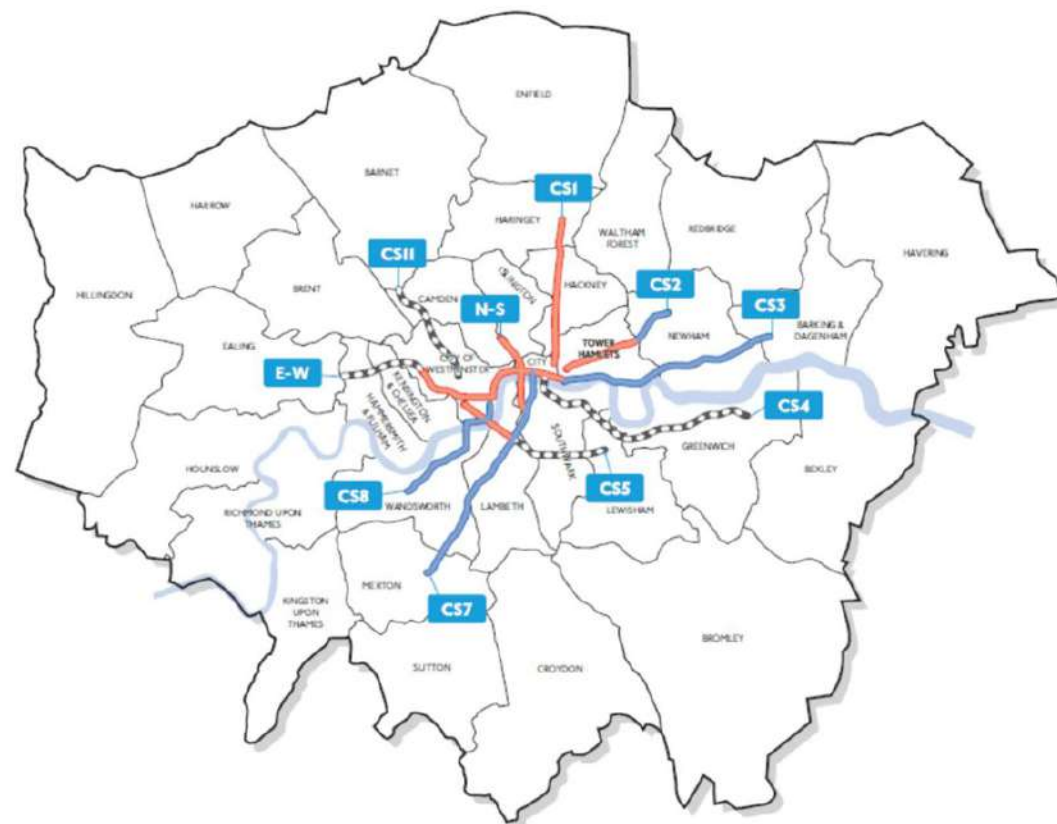 ENFIELD
BARNET
CS1
HARROW
HARINGEY
WALTHAM
FOREST
REDBRIDGE
HAVERING
CS11
ISLINGTON
HACKNEY
CS2
HILLINGDON
BRENT
CAMDEN
N-S
CS3
BARKING &
DAGENHAM
EALING
TOWER
HAMLETS
NEWHAM
E-W
CITY OF
WESTMINSTER
CITY
KENSINGTON
& CHELSEA
HAMMERSMITH
& FULHAM
CS4
HOUNSLOW
SOUTHWARK
GREENWICH
BEXLEY
CS8
CS5
RICHMOND UPON
THAMES
WANDSWORTH
LAMBETH
LEWISHAM
MERTON
KINGSTON
UPON
THAMES
CS7
BROMLEY
SUTTON
CROYDON